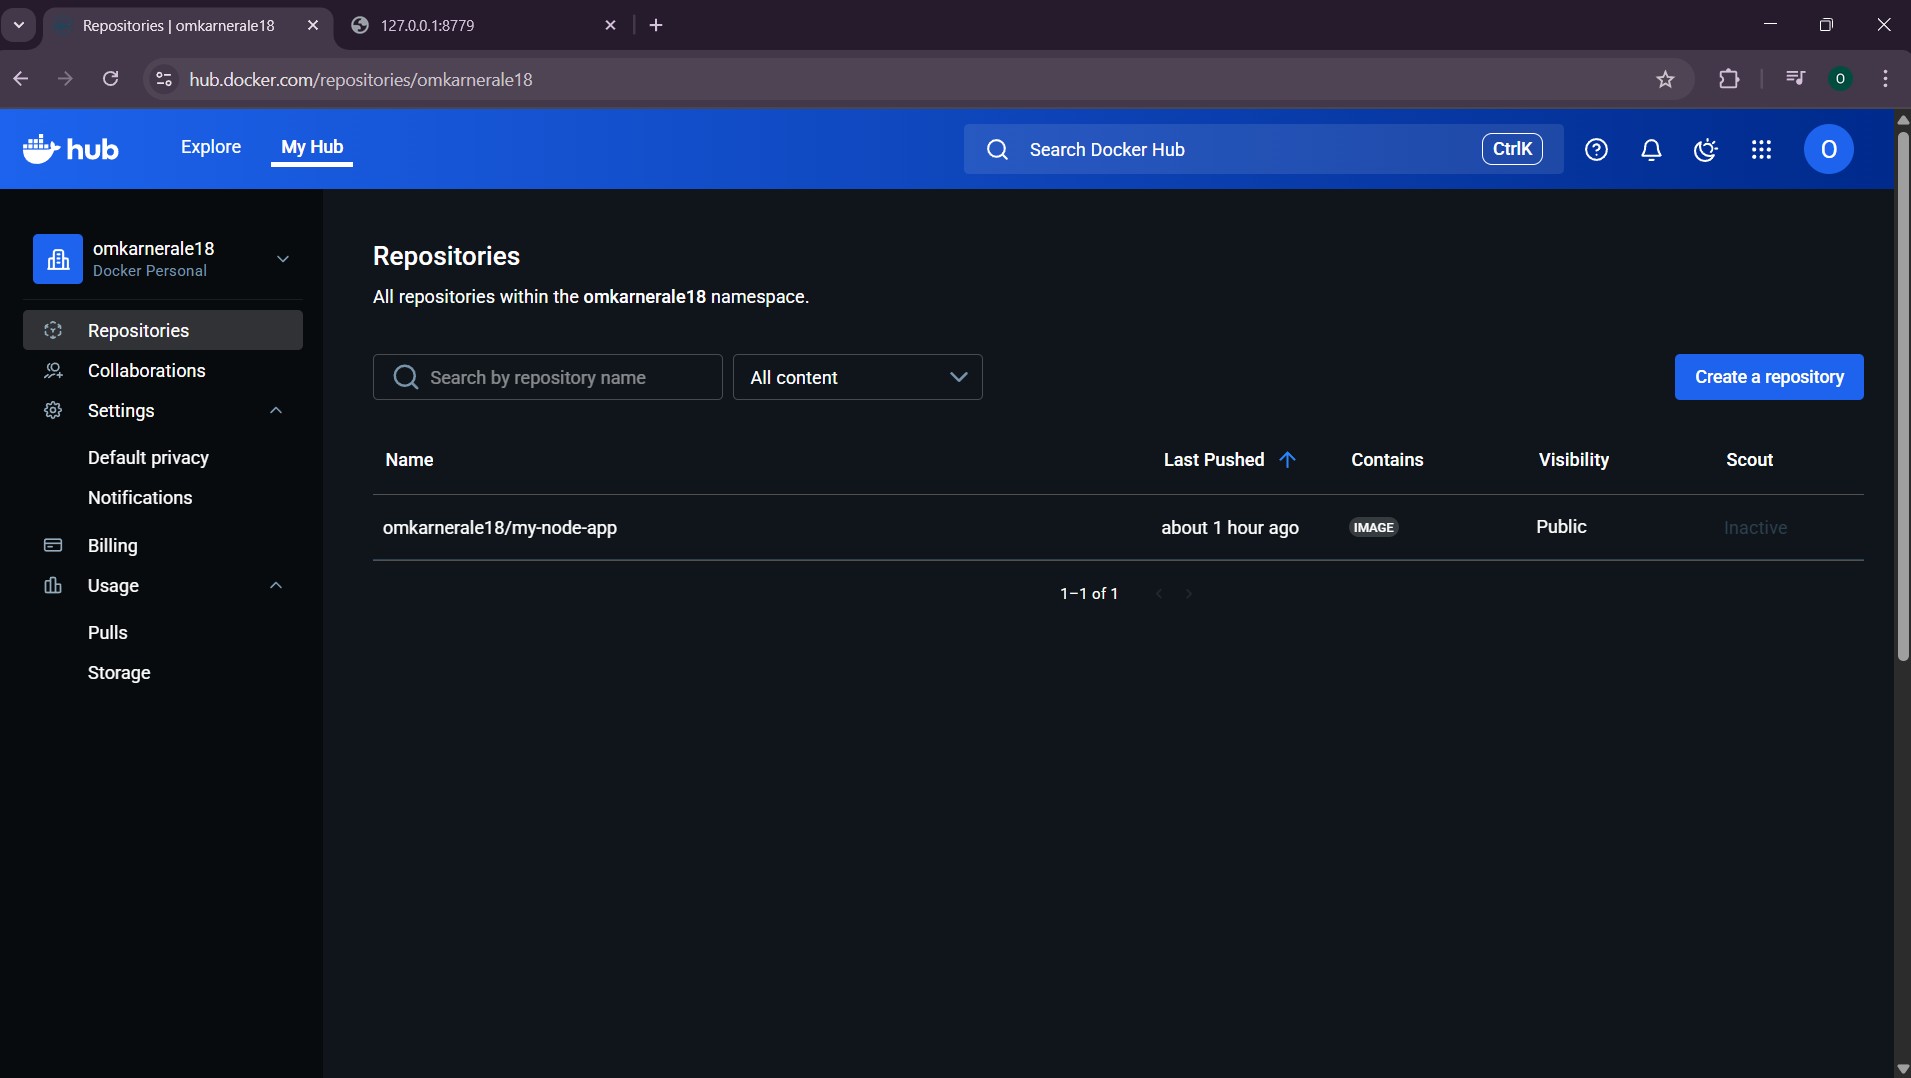 Repositories | omkarnerale18
127.0.0.1:8779
hub.docker.com/repositories/omkarnerale18
O
hub
Explore
My Hub
Search Docker Hub
CtrlK
O
omkarnerale18
Docker Personal
Repositories
Collaborations
Settings
Default privacy
Notifications
Billing
Usage
Pulls
Storage
Repositories
All repositories within the omkarnerale18 namespace.
Search by repository name
All content
Create a repository
Name Last Pushed Contains Visibility Scout
omkarnerale18/my-node-app about 1 hour ago IMAGE Public Inactive
1–1 of 1